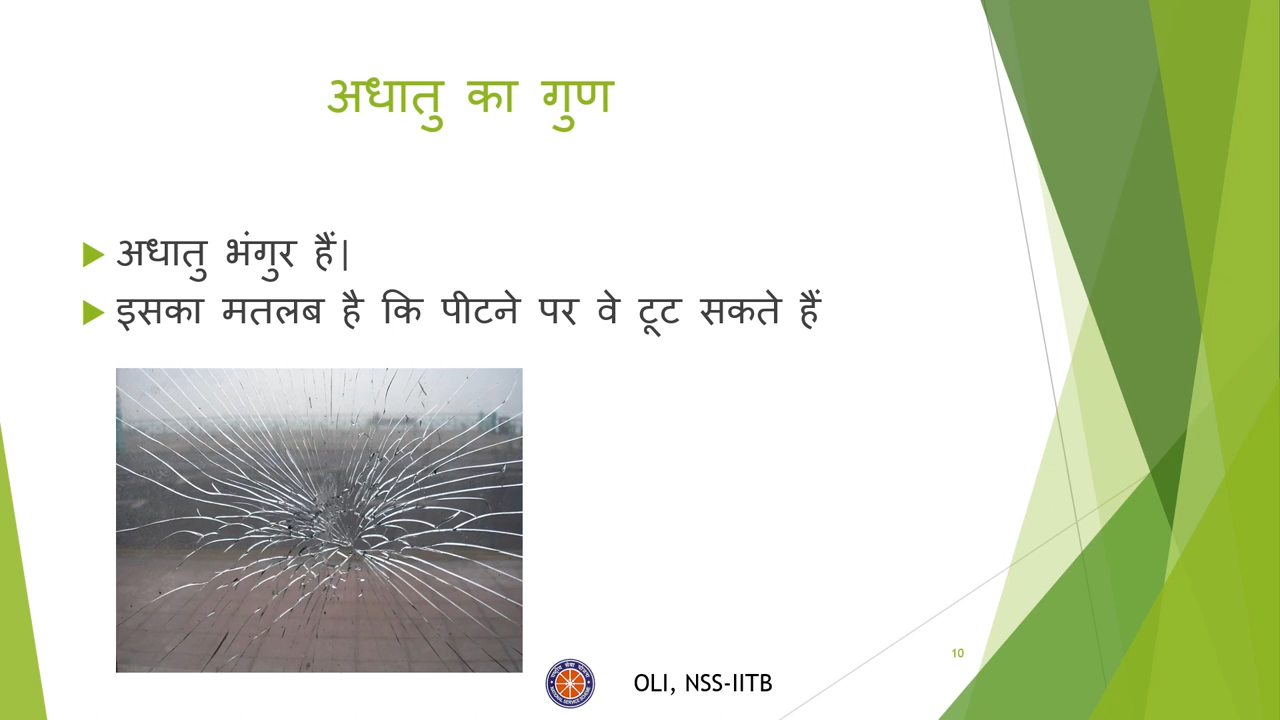 अधातु का गुण
अधातु भंगुर हैं|
इसका मतलब है कि पीटने पर वे टूट सकते हैं
10
OLI, NSS-IITB